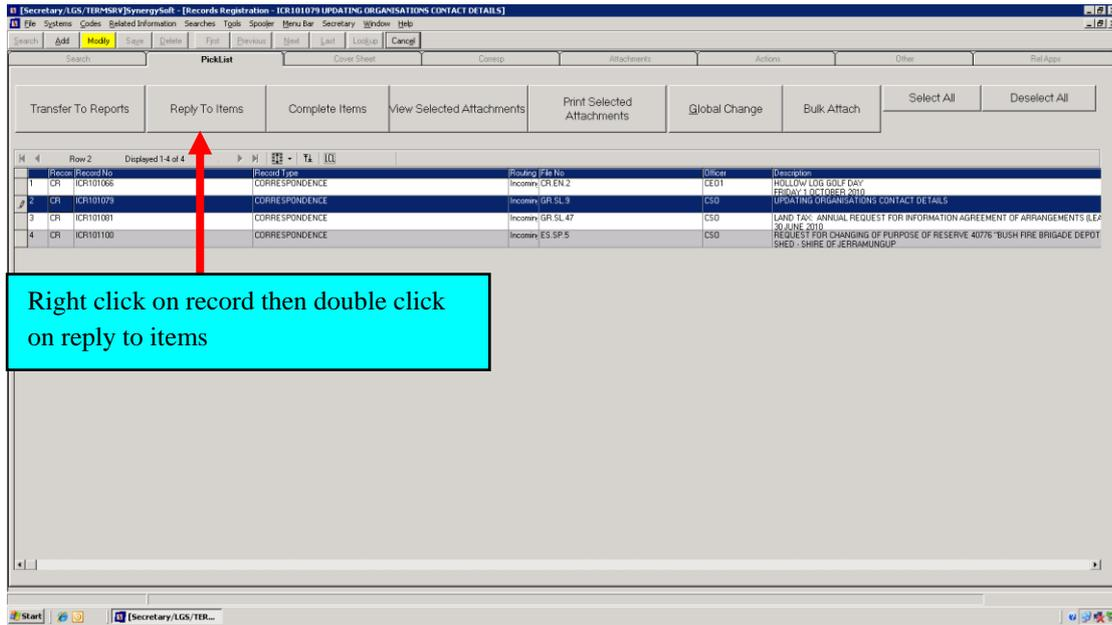 [Secretary/LGS/TERMSRV]SynergySoft - [Records Registration - ICR101079 UPDATING ORGANISATIONS CONTACT DETAILS]
File Systems Codes Related Information Searches Tools Spooler Menu Bar Secretary Window Help
Search Add Modify Save Delete First Previous Next Last Lookup Cancel
Search PickList Cover Sheet Corresp Attachments Actions Other Rel Apps
Transfer To Reports Reply To Items Complete Items View Selected Attachments Print Selected Attachments Global Change Bulk Attach Select All Deselect All
Row 2 Displayed 1-4 of 4
Recor Record No Record Type Routing File No Officer Description
1 CR ICR101066 CORRESPONDENCE Incomin CR.EN.2 CEO1 HOLLOW LOG GOLF DAY
FRIDAY 1 OCTOBER 2010
2 CR ICR101079 CORRESPONDENCE Incomin GR.SL.9 CSO UPDATING ORGANISATIONS CONTACT DETAILS
3 CR ICR101081 CORRESPONDENCE Incomin GR.SL.47 CSO LAND TAX: ANNUAL REQUEST FOR INFORMATION AGREEMENT OF ARRANGEMENTS (LEA
30 JUNE 2010
4 CR ICR101100 CORRESPONDENCE Incomin ES.SP.5 CSO REQUEST FOR CHANGING OF PURPOSE OF RESERVE 40776 "BUSH FIRE BRIGADE DEPOT
SHED - SHIRE OF JERRAMUNGUP
Right click on record then double click
on reply to items
Start [Secretary/LGS/TER...